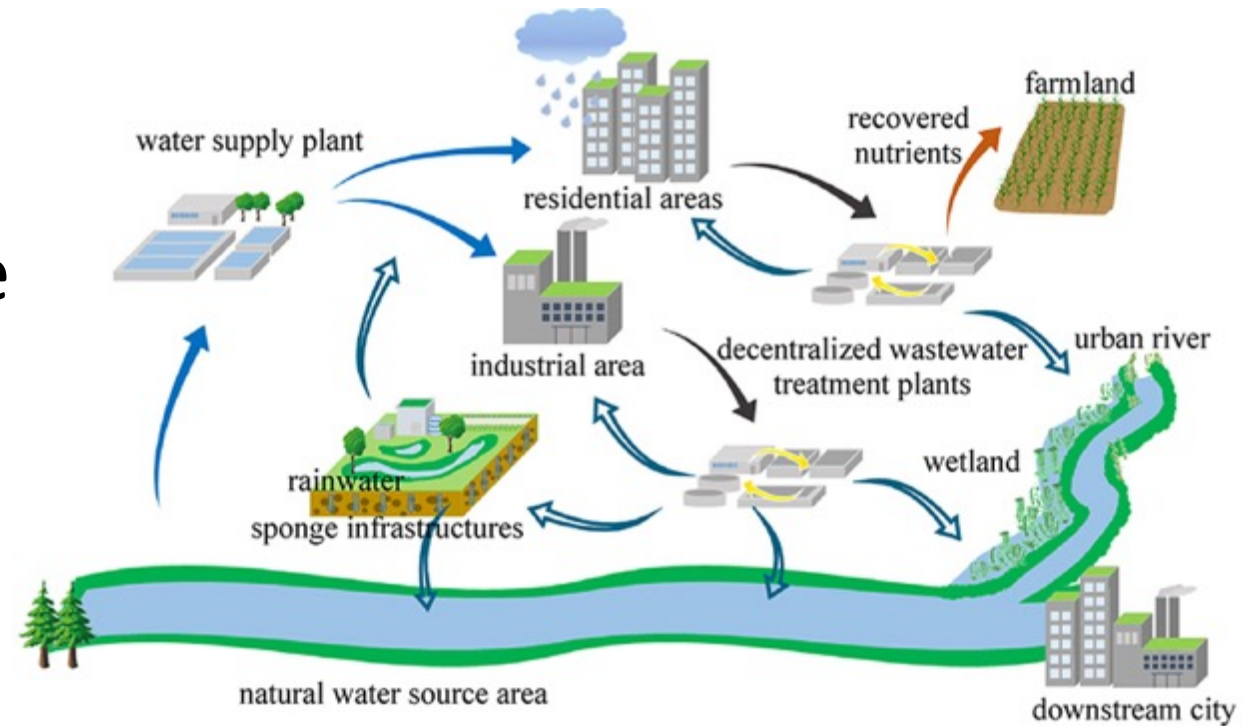 farmland
recovered
nutrients
water supply plant
residential areas
e
urban river
decentralized wastewater
treatment plants
industrial area
wetland
rainwater
sponge infrastructures
natural water source area
downstream city